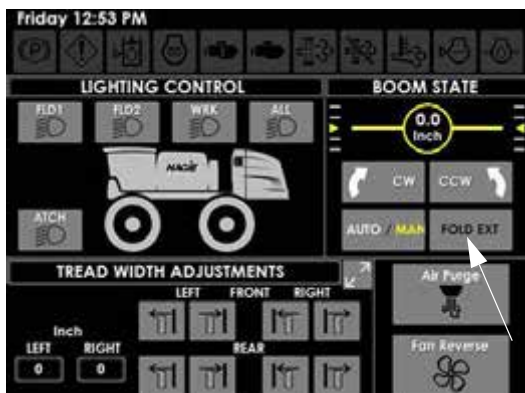 Friday 12:53 PM
LIGHTING CONTROL
FLD1 FLD2 WRK ALL
ATCH
BOOM STATE
0.0
Inch
CW CCW
AUTO / MAN FOLD EXT
TREAD WIDTH ADJUSTMENTS
LEFT FRONT RIGHT
Inch
LEFT RIGHT
REAR
0 0
Air Purge
Fan Reverse